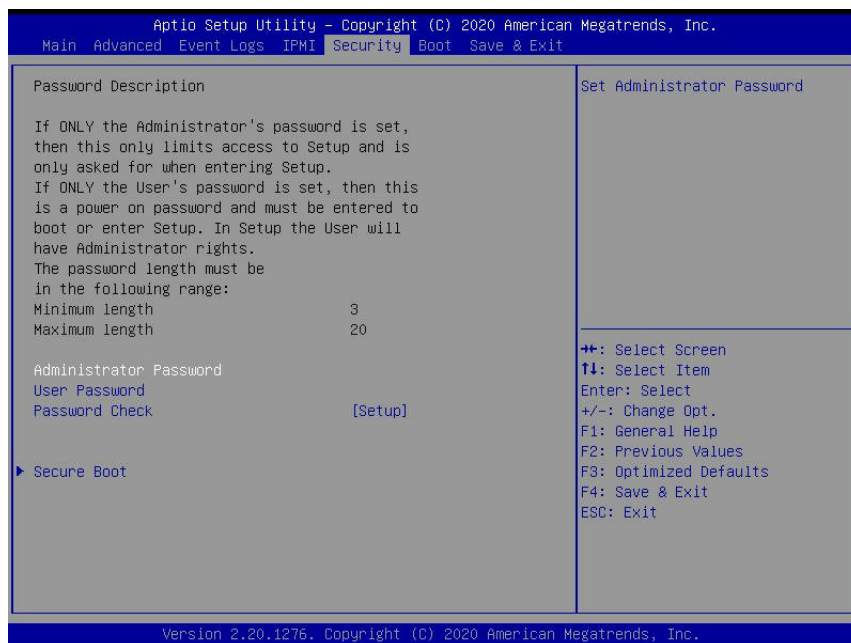 Aptio Setup Utility – Copyright (C) 2020 American Megatrends, Inc.
Main Advanced Event Logs IPMI Security Boot Save & Exit
Password Description
If ONLY the Administrator's password is set,
then this only limits access to Setup and is
only asked for when entering Setup.
If ONLY the User's password is set, then this
is a power on password and must be entered to
boot or enter Setup. In Setup the User will
have Administrator rights.
The password length must be
in the following range:
Minimum length 3
Maximum length 20
Administrator Password
User Password
Password Check [Setup]
▶ Secure Boot
Set Administrator Password
→←: Select Screen
↑↓: Select Item
Enter: Select
+/-: Change Opt.
F1: General Help
F2: Previous Values
F3: Optimized Defaults
F4: Save & Exit
ESC: Exit
Version 2.20.1276. Copyright (C) 2020 American Megatrends, Inc.